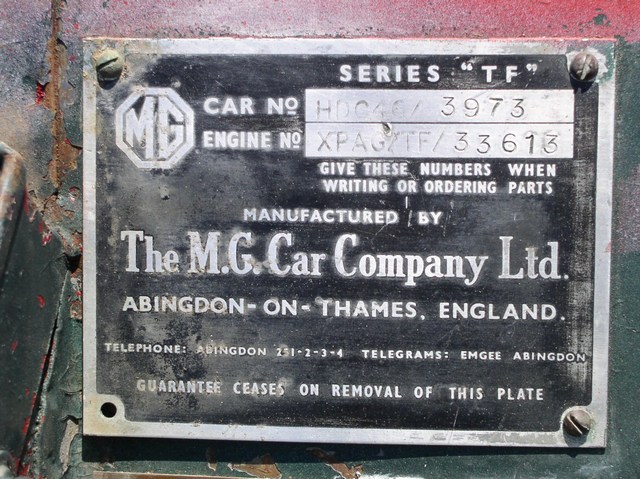 SERIES "TF"
MG
CAR Nº HDC46/ 3973
ENGINE Nº XPAG/TF/33613
GIVE THESE NUMBERS WHEN
WRITING OR ORDERING PARTS
MANUFACTURED BY
The M.G. Car Company Ltd.
ABINGDON-ON-THAMES, ENGLAND.
TELEPHONE: ABINGDON 251-2-3-4 TELEGRAMS: EMGEE ABINGDON
GUARANTEE CEASES ON REMOVAL OF THIS PLATE